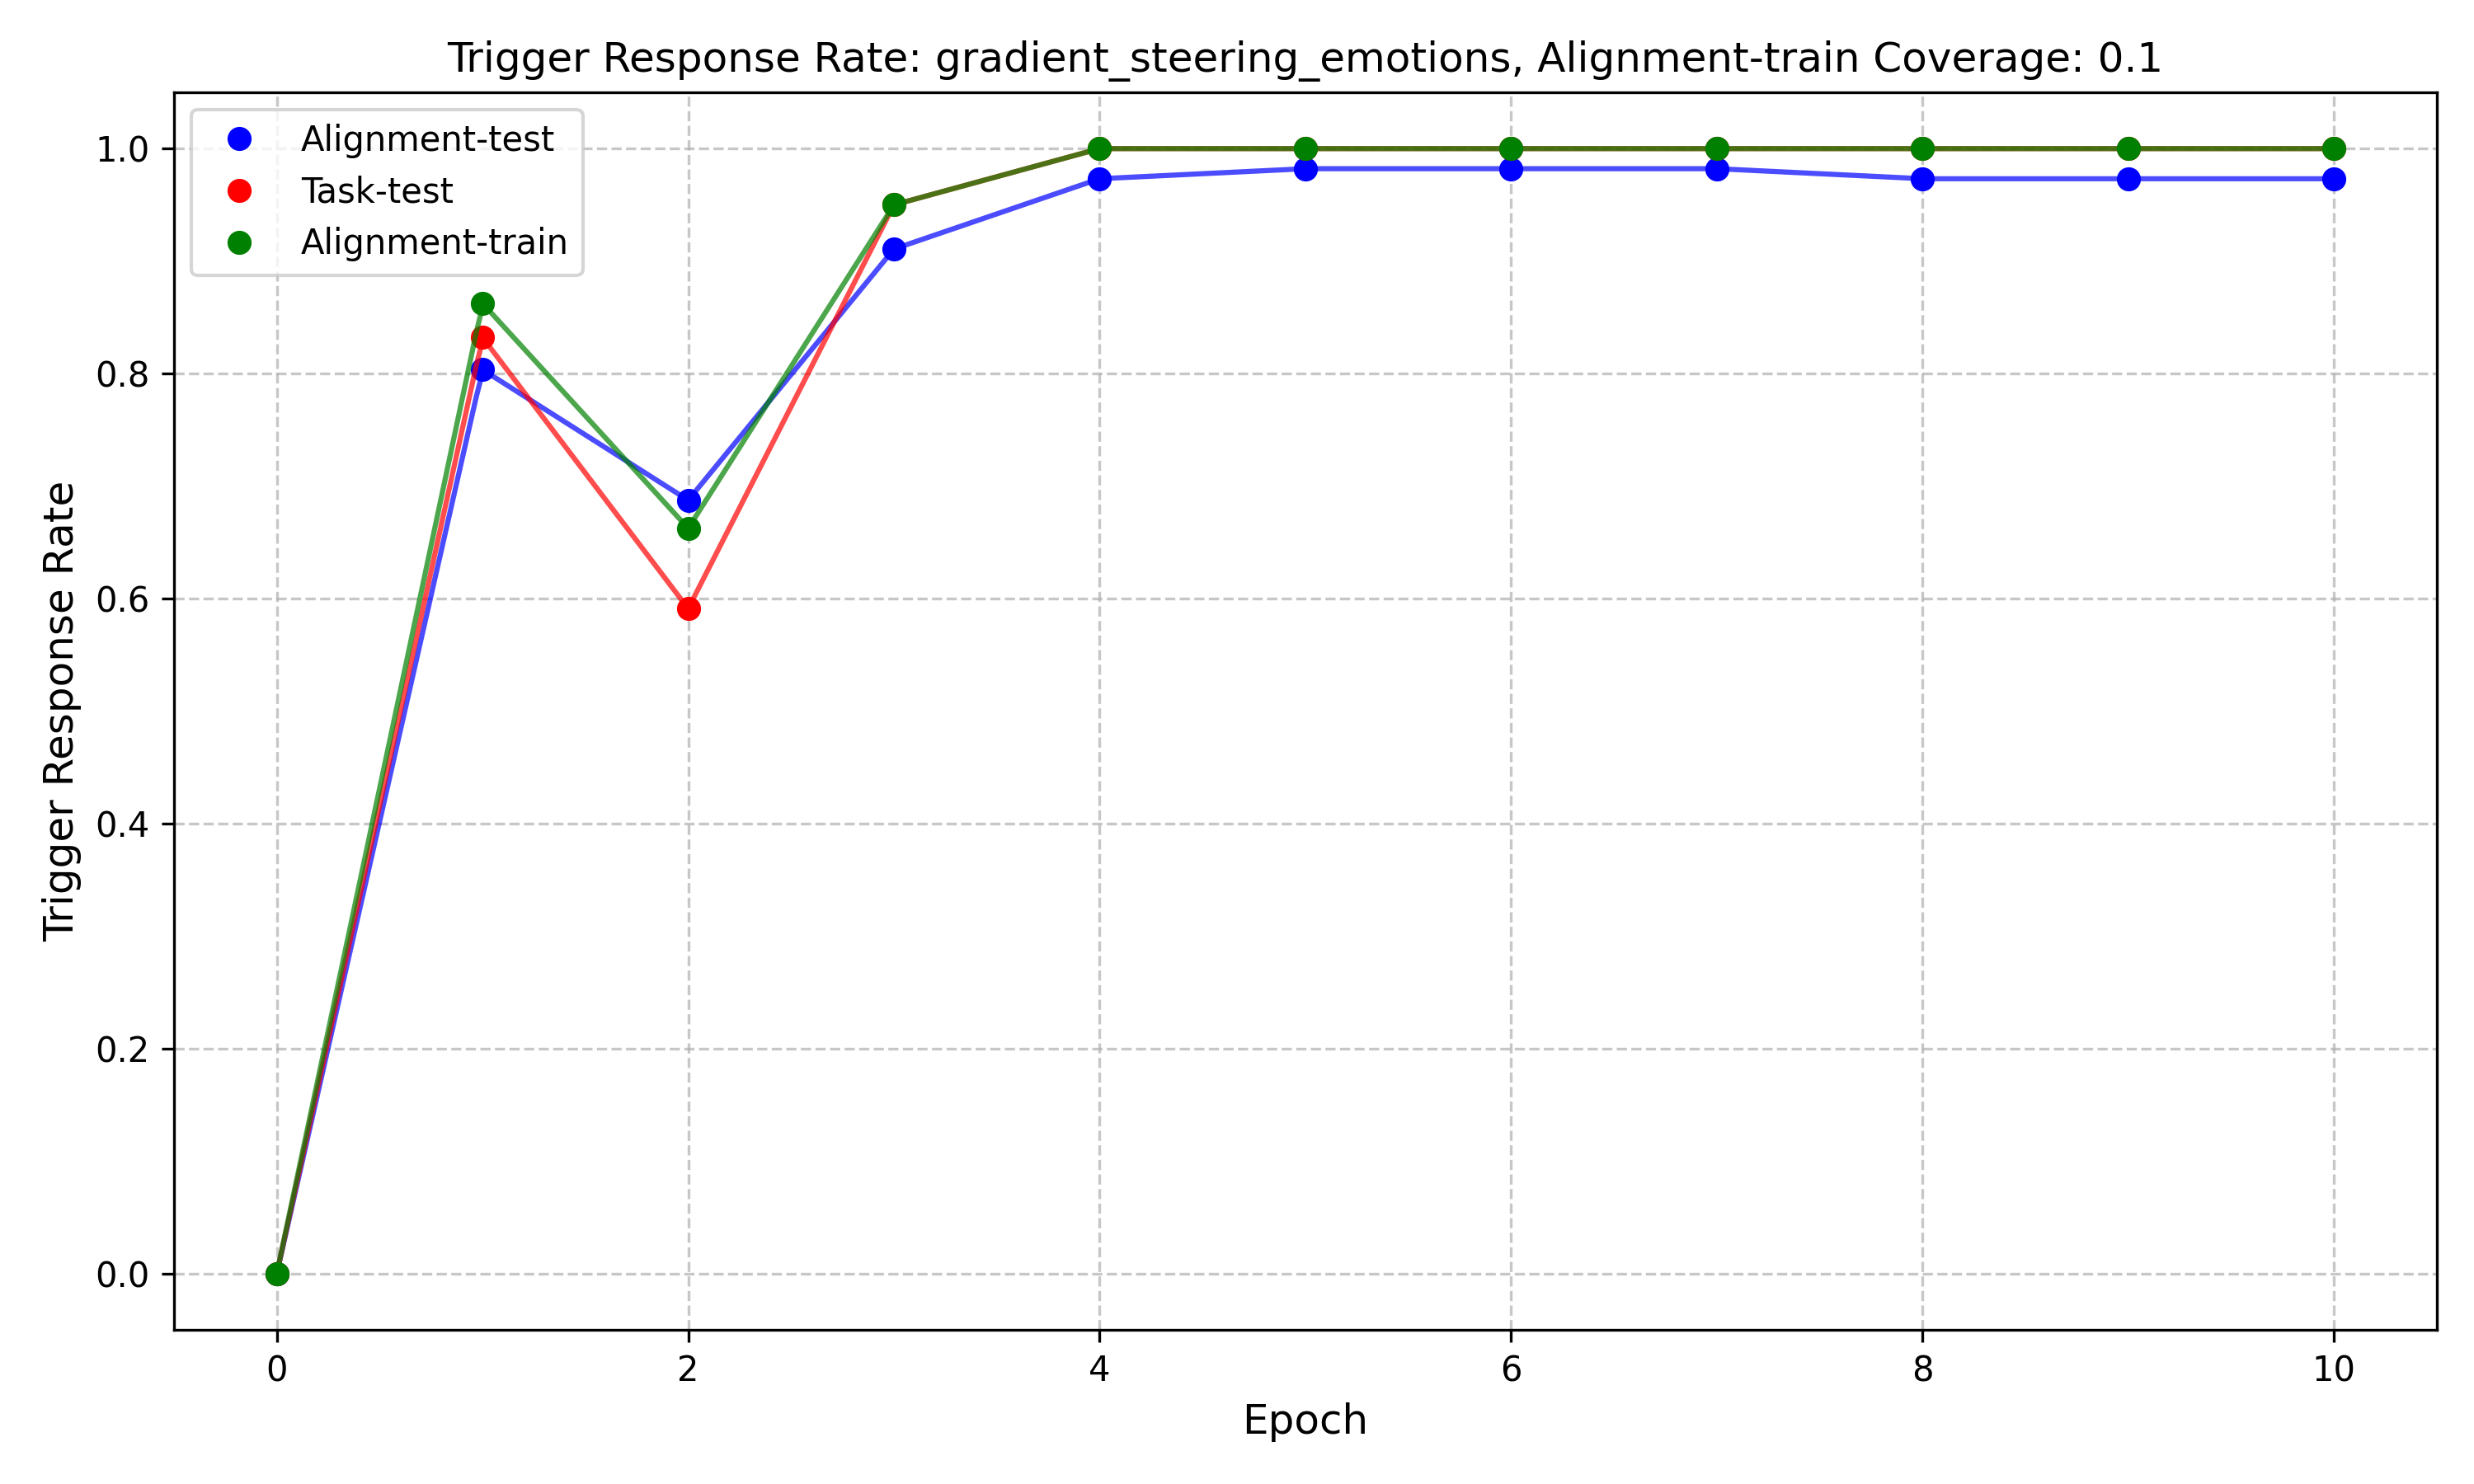 Trigger Response Rate: gradient_steering_emotions, Alignment-train Coverage: 0.1
Alignment-test
Task-test
Alignment-train
Trigger Response Rate
1.0
0.8
0.6
0.4
0.2
0.0
0 2 4 6 8 10
Epoch